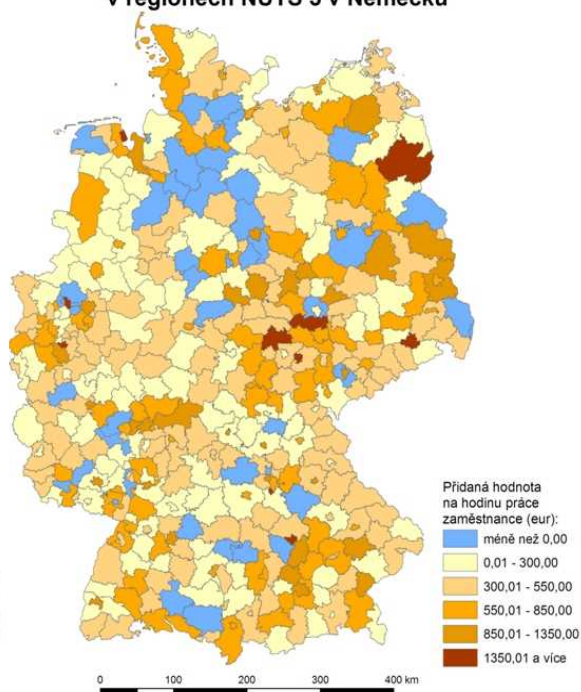 v regionech NUTS 3 v Německu
Přidaná hodnota
na hodinu práce
zaměstnance (eur):
méně než 0,00
0,01 - 300,00
300,01 - 550,00
550,01 - 850,00
850,01 - 1350,00
1350,01 a více
0 100 200 300 400 km